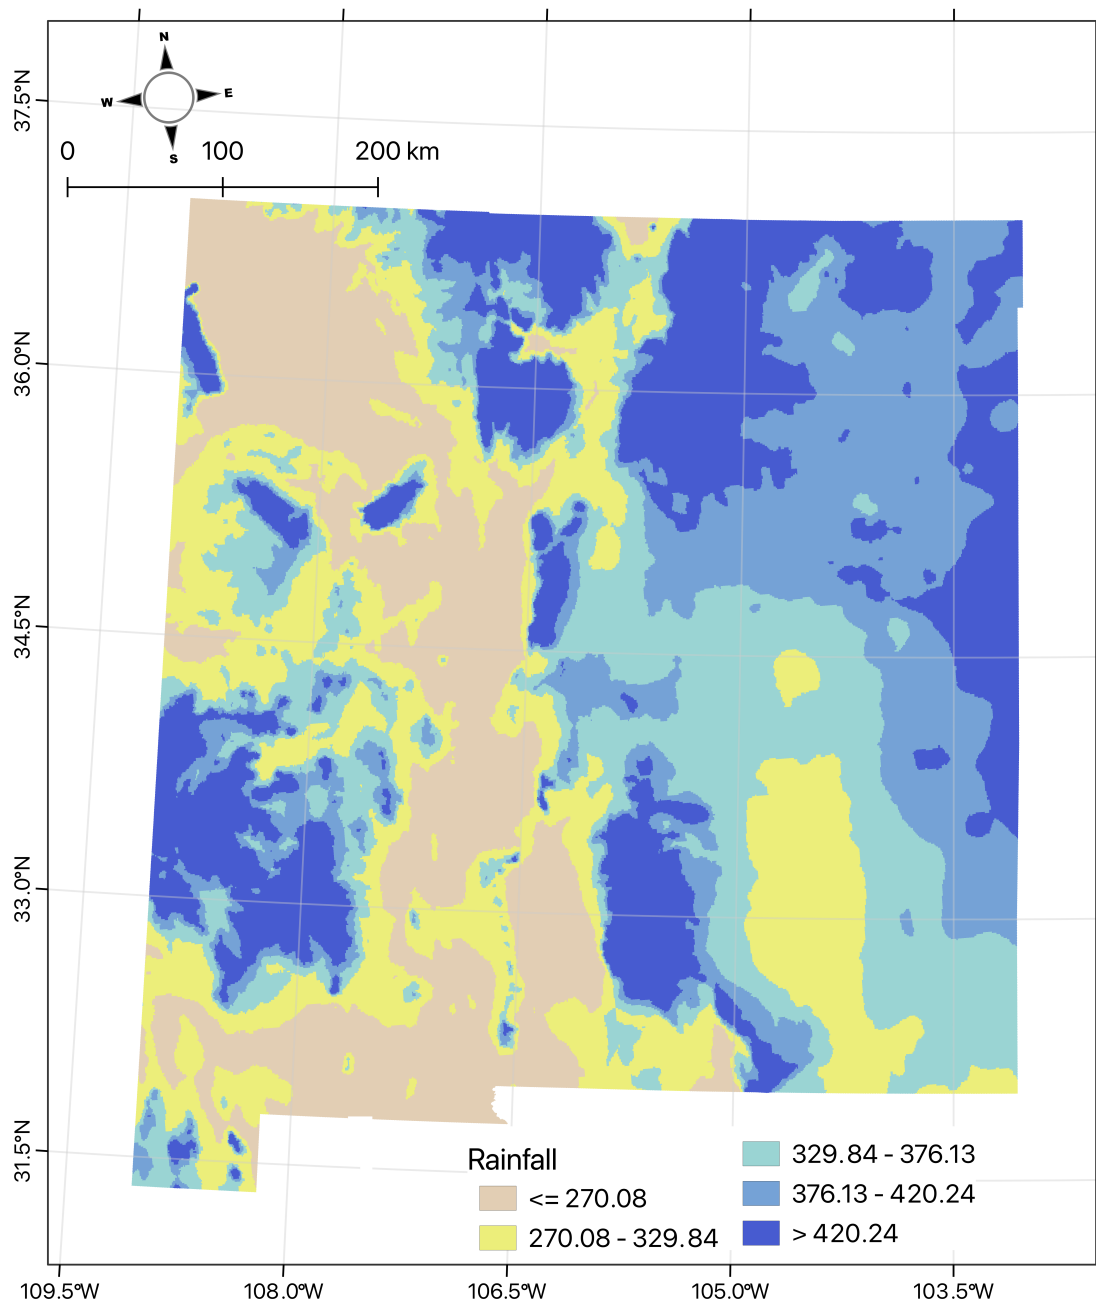 N
W E
S
0 100 200 km
37.5°N
36.0°N
34.5°N
33.0°N
31.5°N
Rainfall
<= 270.08
270.08 - 329.84
329.84 - 376.13
376.13 - 420.24
> 420.24
109.5°W 108.0°W 106.5°W 105.0°W 103.5°W